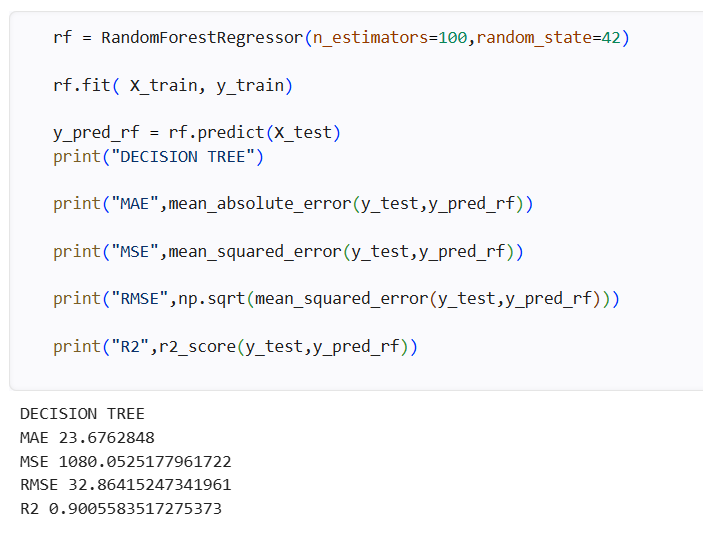 rf = RandomForestRegressor(n_estimators=100,random_state=42)
rf.fit( X_train, y_train)
y_pred_rf = rf.predict(X_test)
print("DECISION TREE")
print("MAE",mean_absolute_error(y_test,y_pred_rf))
print("MSE",mean_squared_error(y_test,y_pred_rf))
print("RMSE",np.sqrt(mean_squared_error(y_test,y_pred_rf)))
print("R2",r2_score(y_test,y_pred_rf))
DECISION TREE
MAE 23.6762848
MSE 1080.0525177961722
RMSE 32.86415247341961
R2 0.9005583517275373